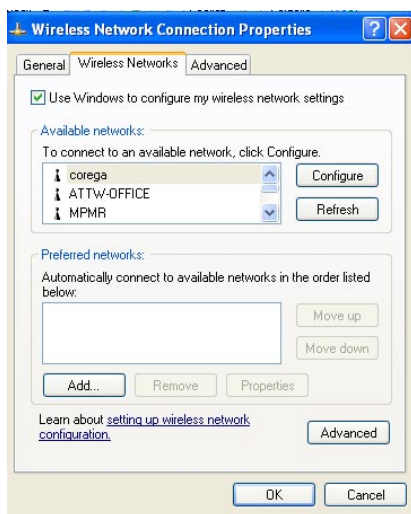 Wireless Network Connection Properties
General Wireless Networks Advanced
Use Windows to configure my wireless network settings
Available networks:
To connect to an available network, click Configure.
corega
ATTW-OFFICE
MPMR
Configure
Refresh
Preferred networks:
Automatically connect to available networks in the order listed
below:
Move up
Move down
Add... Remove Properties
Learn about setting up wireless network
configuration.
Advanced
OK Cancel